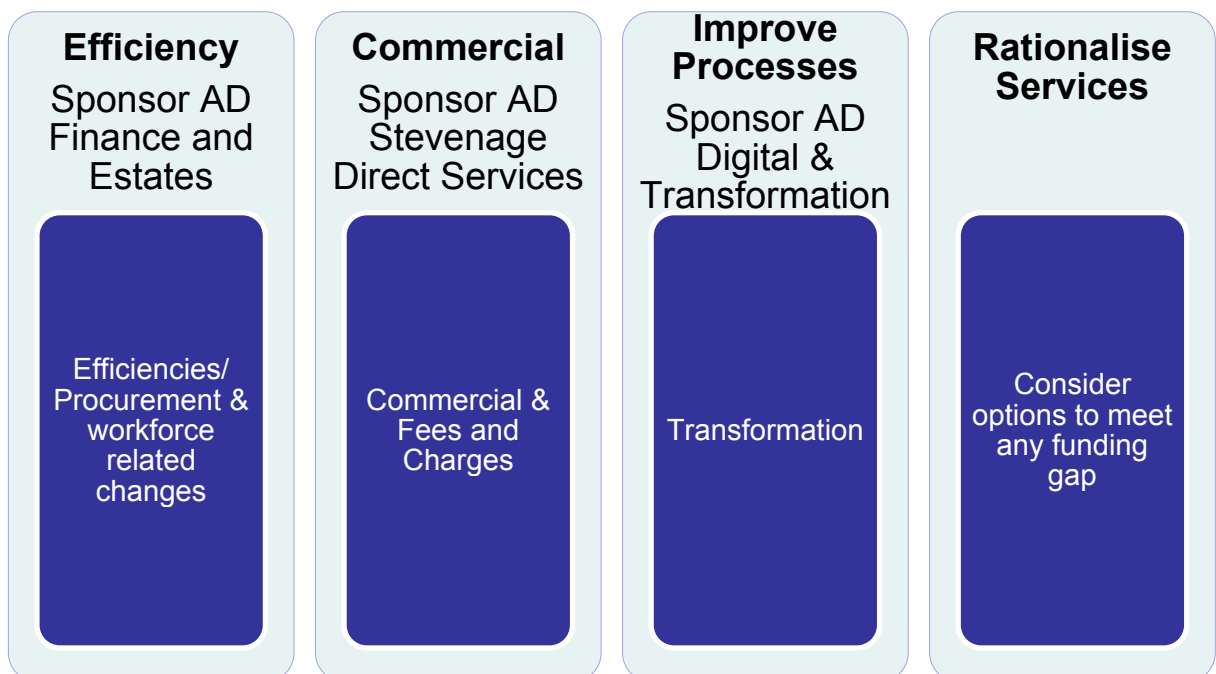 Efficiency
Sponsor AD
Finance and
Estates
Efficiencies/
Procurement &
workforce
related
changes
Commercial
Sponsor AD
Stevenage
Direct Services
Commercial &
Fees and
Charges
Improve
Processes
Sponsor AD
Digital &
Transformation
Transformation
Rationalise
Services
Consider
options to meet
any funding
gap